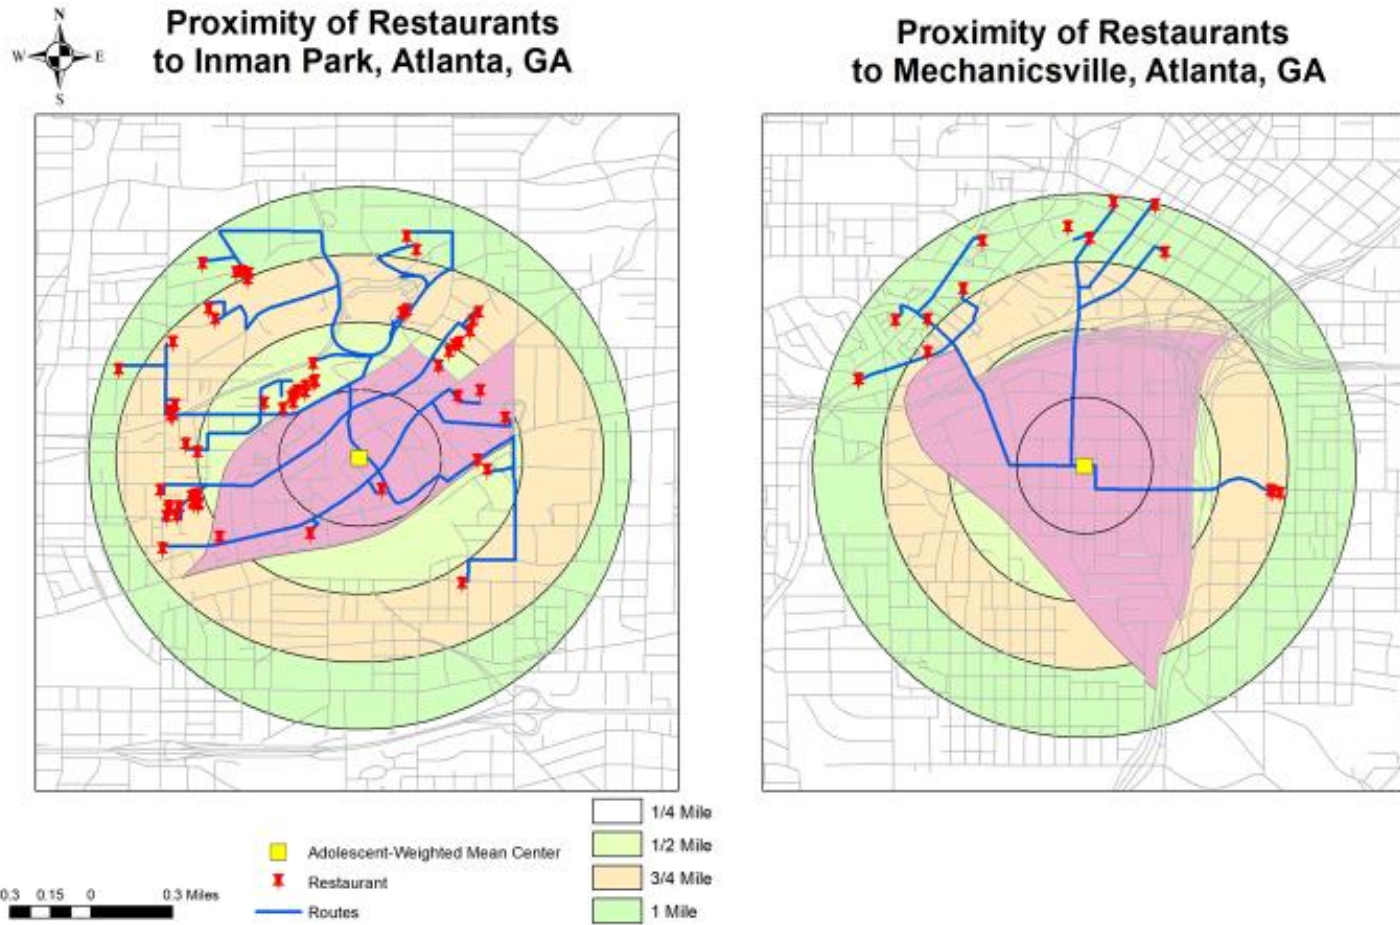 N
W E
S
Proximity of Restaurants
to Inman Park, Atlanta, GA
Proximity of Restaurants
to Mechanicsville, Atlanta, GA
1/4 Mile
1/2 Mile
3/4 Mile
1 Mile
Adolescent-Weighted Mean Center
Restaurant
Routes
0.3 0.15 0 0.3 Miles